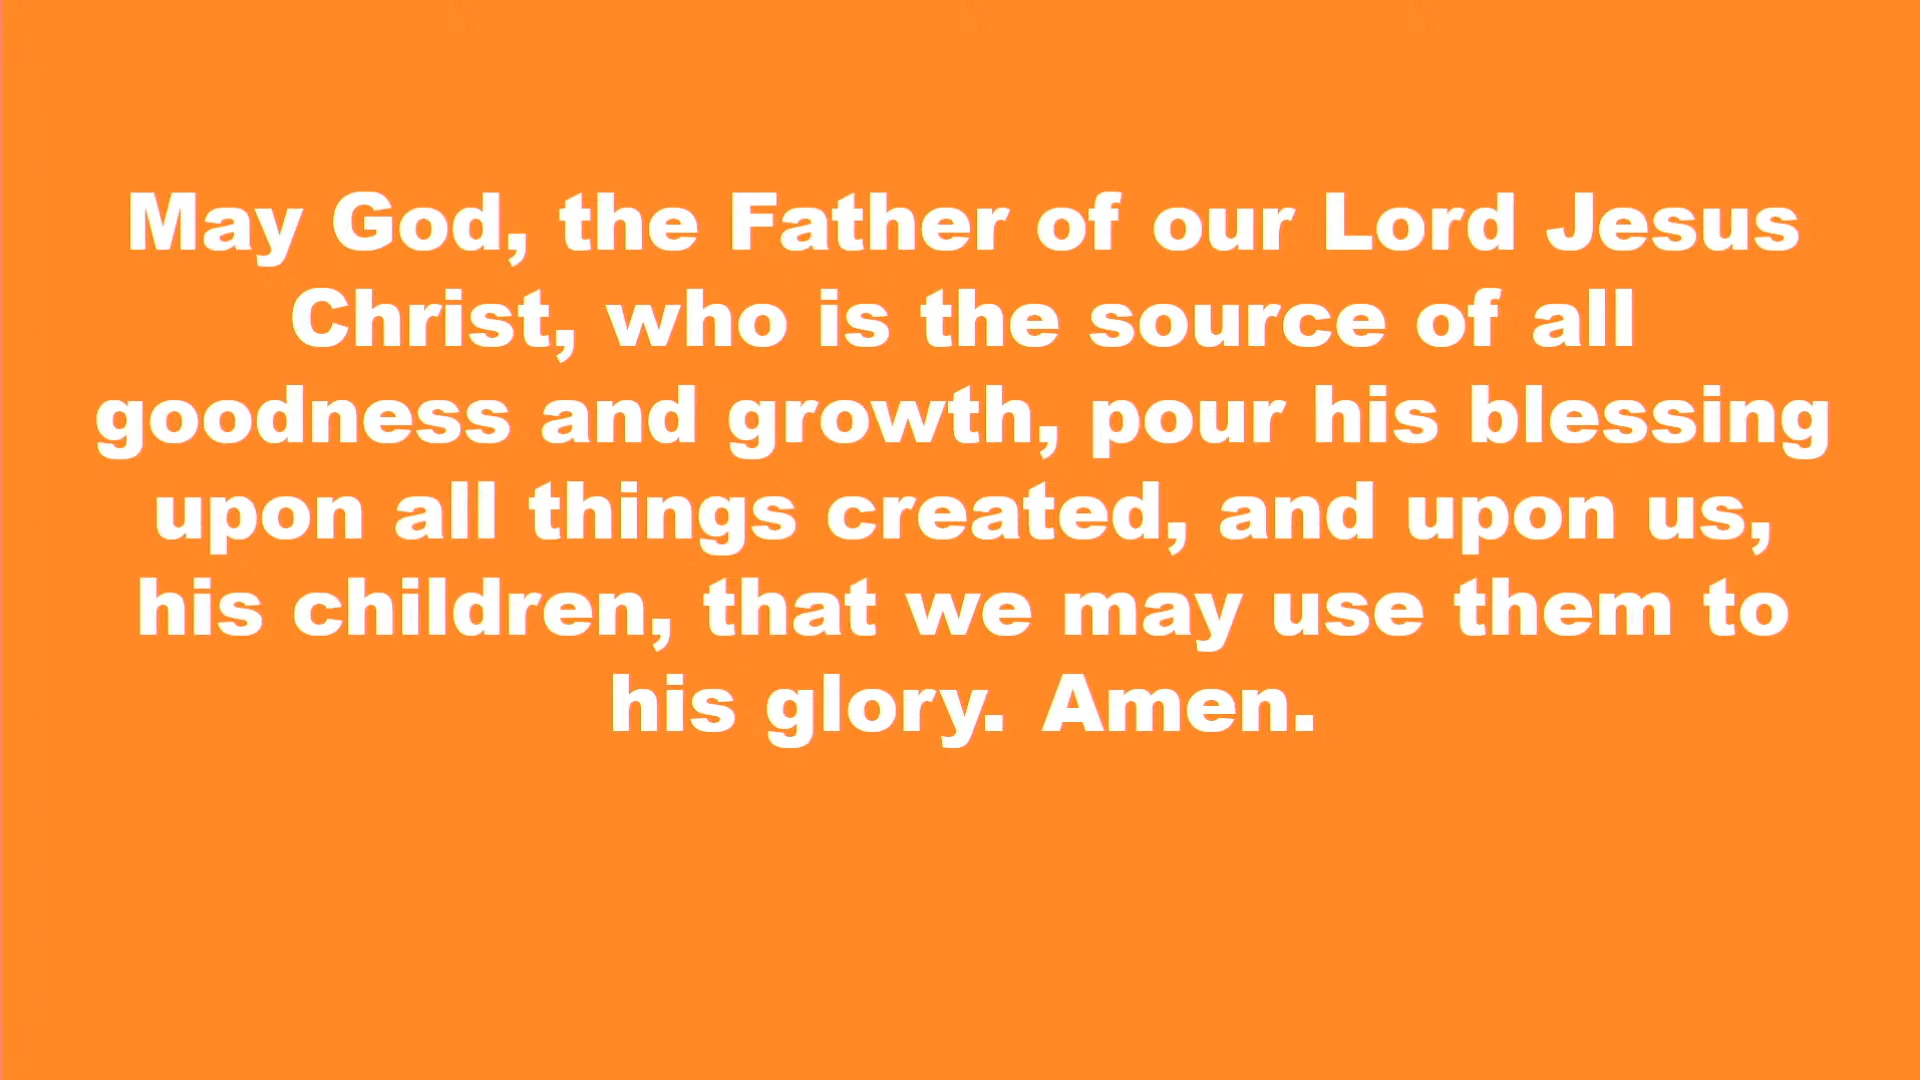 May God, the Father of our Lord Jesus
Christ, who is the source of all
goodness and growth, pour his blessing
upon all things created, and upon us,
his children, that we may use them to
his glory. Amen.